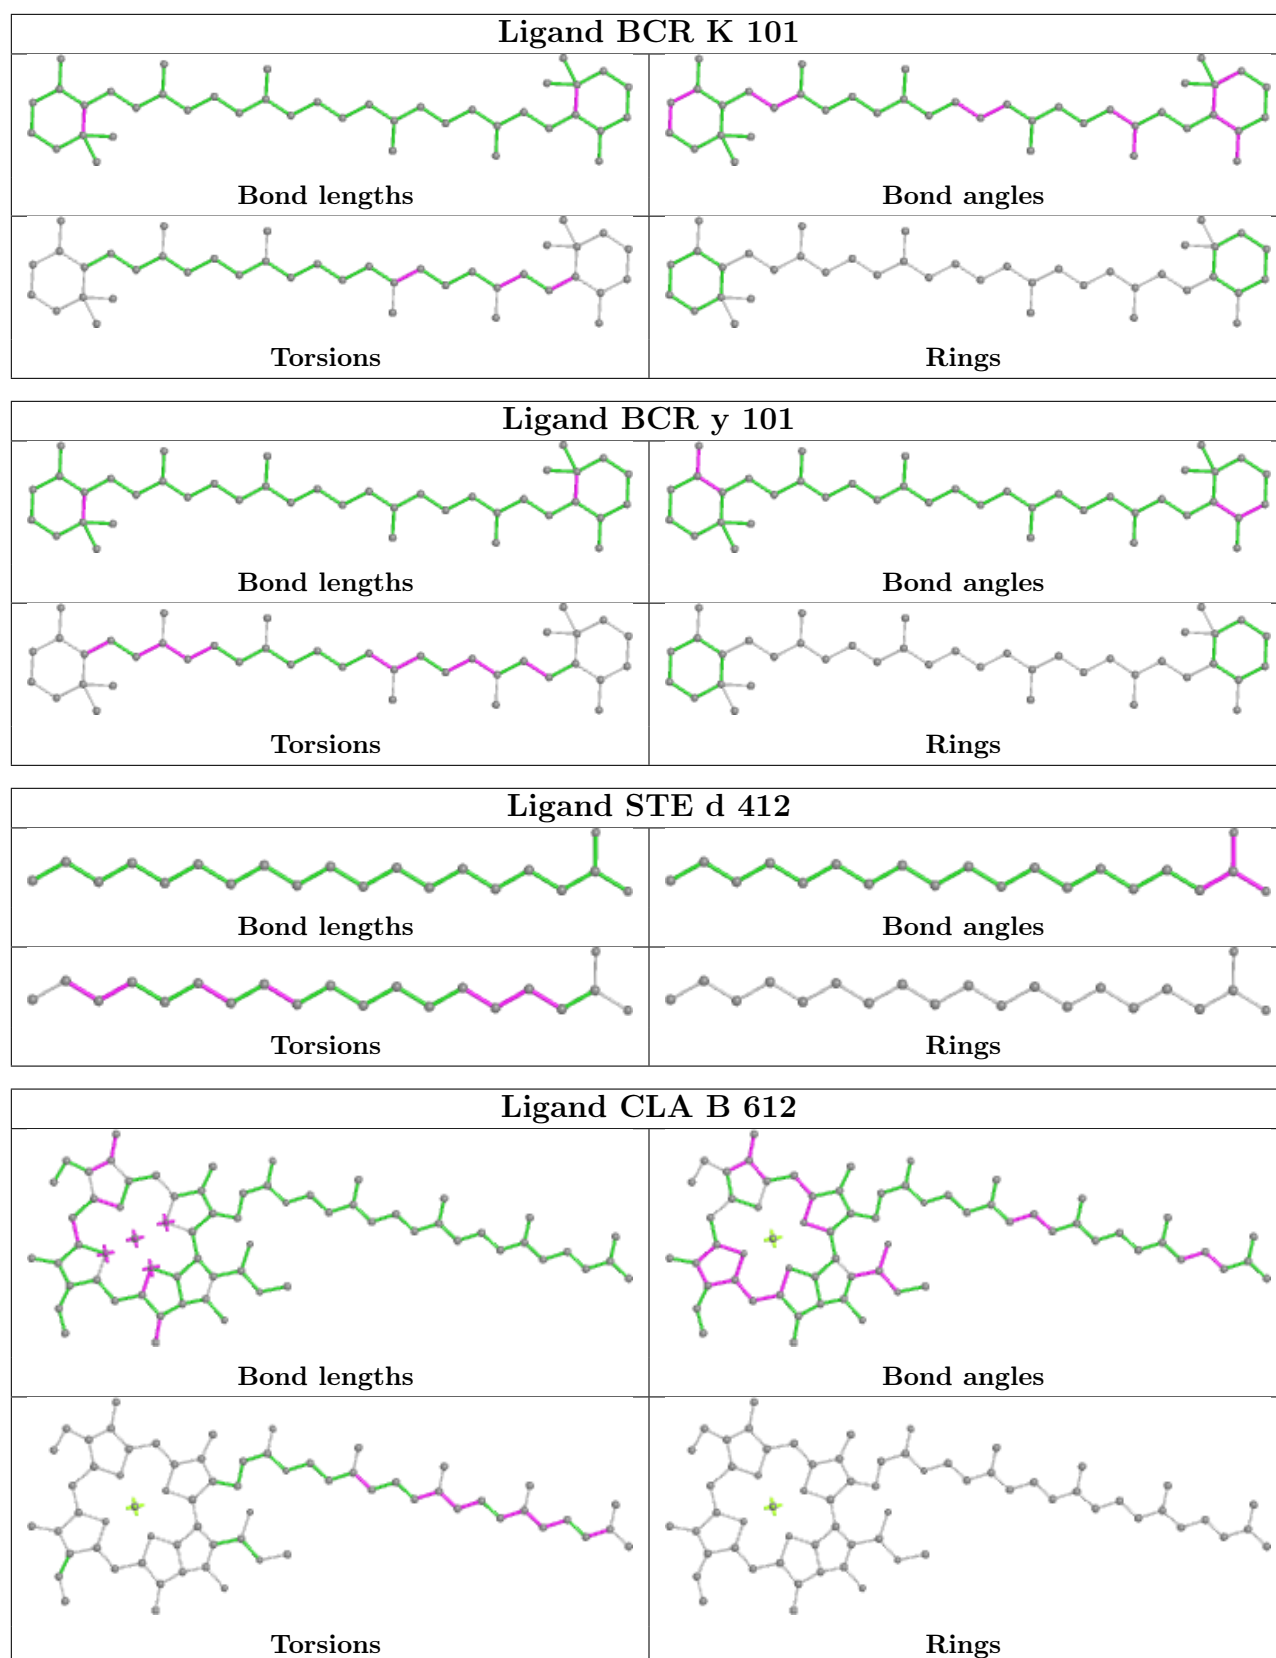 Ligand BCR K 101
Bond lengths
Bond angles
Torsions
Rings
Ligand BCR y 101
Bond lengths
Bond angles
Torsions
Rings
Ligand STE d 412
Bond lengths
Bond angles
Torsions
Rings
Ligand CLA B 612
Bond lengths
Bond angles
Torsions
Rings